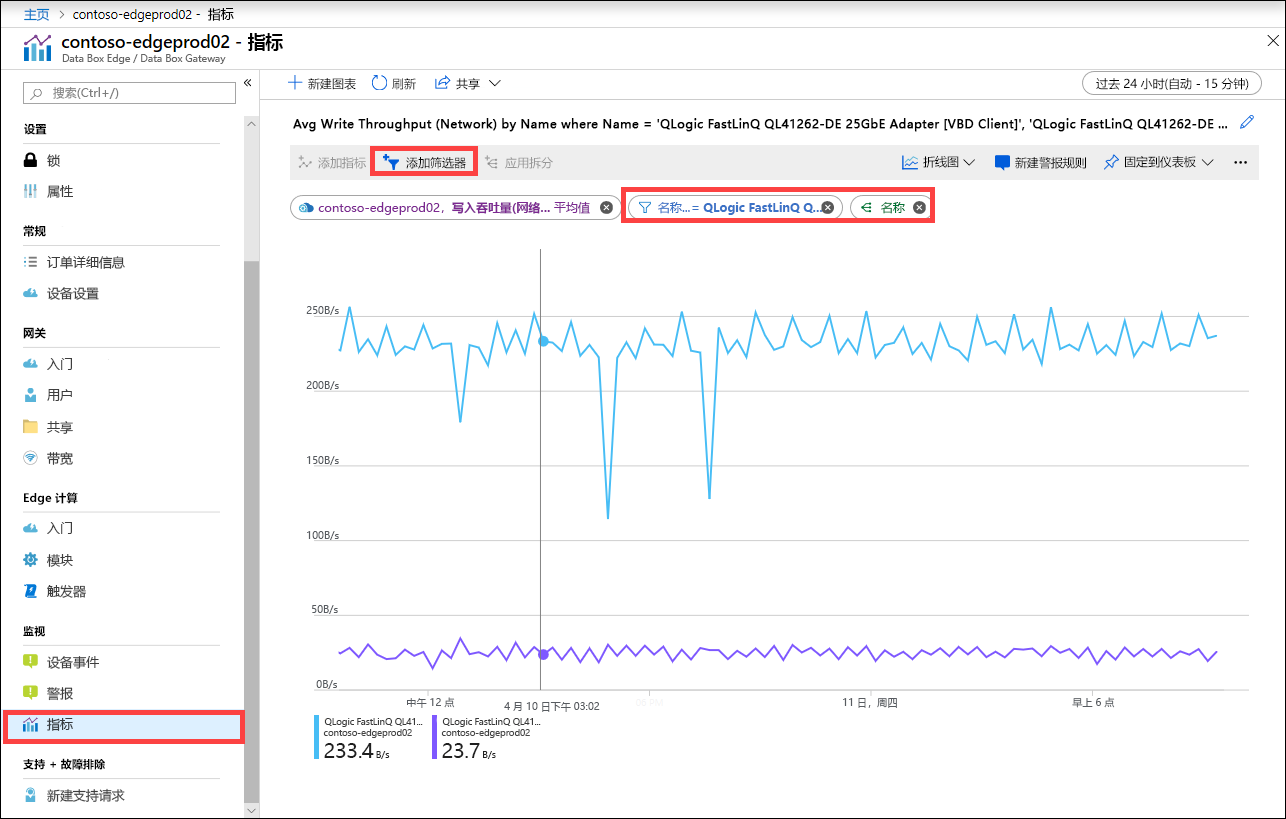 主页 > contoso-edgeprod02 - 指标
contoso-edgeprod02 - 指标
Data Box Edge / Data Box Gateway
搜索(Ctrl+/)
设置
锁
属性
常规
订单详细信息
设备设置
网关
入门
用户
共享
带宽
Edge 计算
入门
模块
触发器
监视
设备事件
警报
指标
支持 + 故障排除
新建支持请求
新建图表 刷新 共享
过去 24 小时(自动 - 15 分钟)
Avg Write Throughput (Network) by Name where Name = 'QLogic FastLinQ QL41262-DE 25GbE Adapter [VBD Client]', 'QLogic FastLinQ QL41262-DE ...
添加指标 添加筛选器 应用拆分 折线图 新建警报规则 固定到仪表板 ...
contoso-edgeprod02，写入吞吐量(网络... 平均值 名称...= QLogic FastLinQ Q... 名称
250B/s
200B/s
150B/s
100B/s
50B/s
0B/s
中午 12 点 4 月 10 日下午 03:02 06 PM 11 日，周四 早上 6 点
QLogic FastLinQ QL41...
contoso-edgeprod02
233.4 B/s
QLogic FastLinQ QL41...
contoso-edgeprod02
23.7 B/s